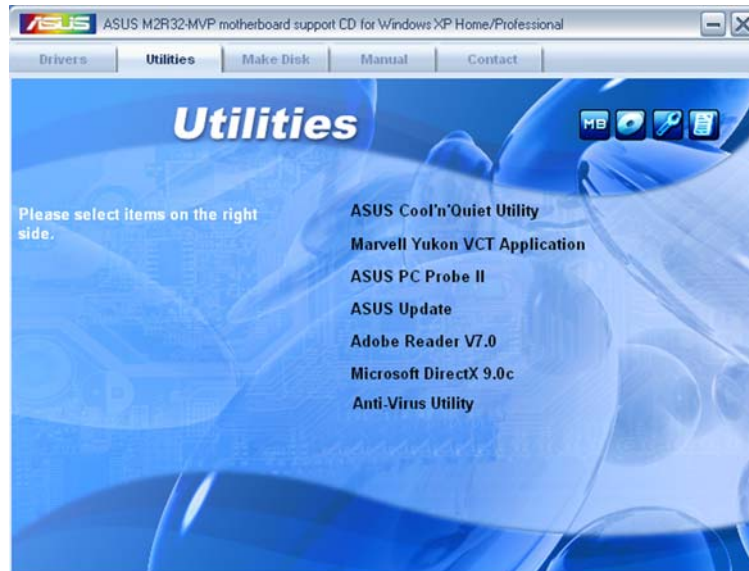 ASUS ASUS M2R32-MVP motherboard support CD for Windows XP Home/Professional
Drivers Utilities Make Disk Manual Contact
Utilities
MB
Please select items on the right
side.
ASUS Cool'n'Quiet Utility
Marvell Yukon VCT Application
ASUS PC Probe II
ASUS Update
Adobe Reader V7.0
Microsoft DirectX 9.0c
Anti-Virus Utility